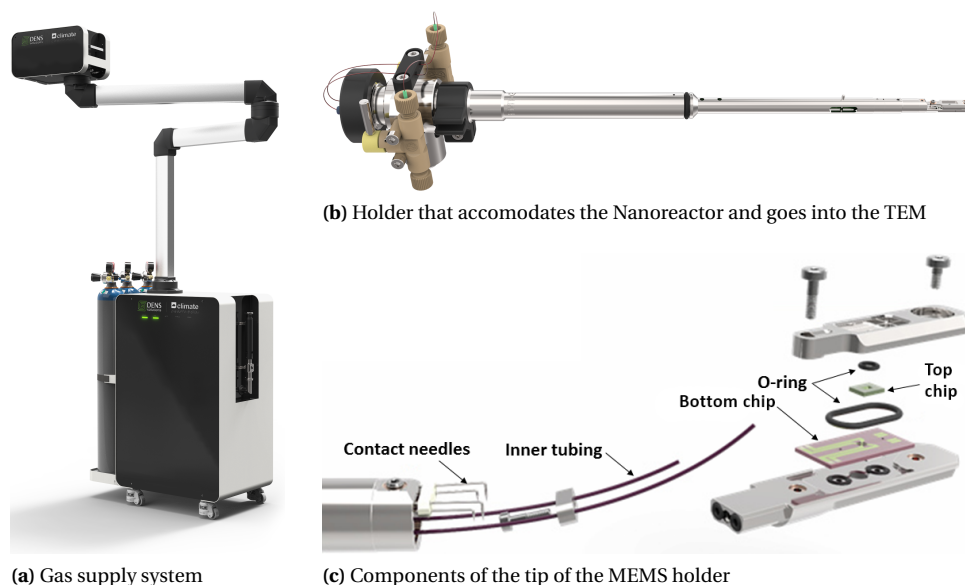 DENS
climate
(b) Holder that accomodates the Nanoreactor and goes into the TEM
DENS
climate
O-ring
Top
chip
Bottom chip
Contact needles
Inner tubing
(a) Gas supply system
(c) Components of the tip of the MEMS holder